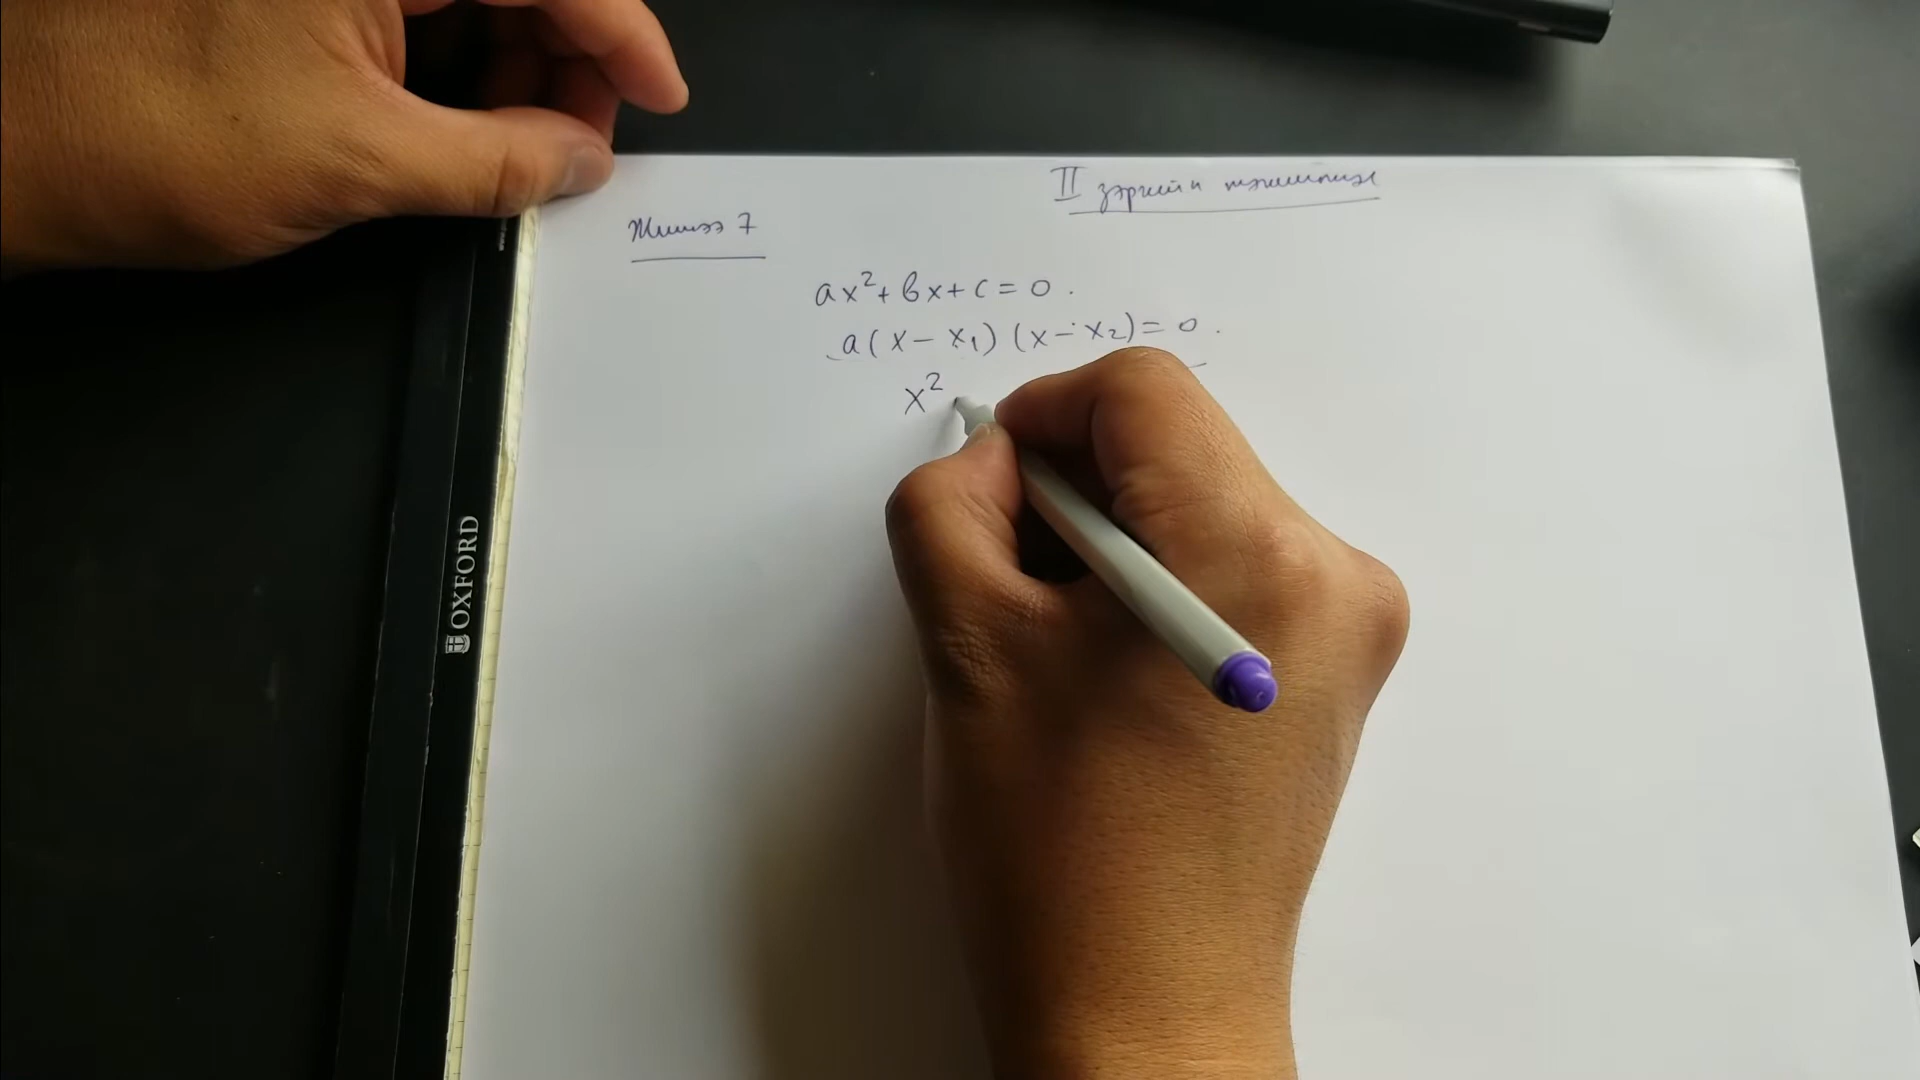 II зэргийн тэгшитгэл
Жишээ 7
ax²+bx+c=0.
a(x-x₁)(x-x₂)=0.
x²
OXFORD